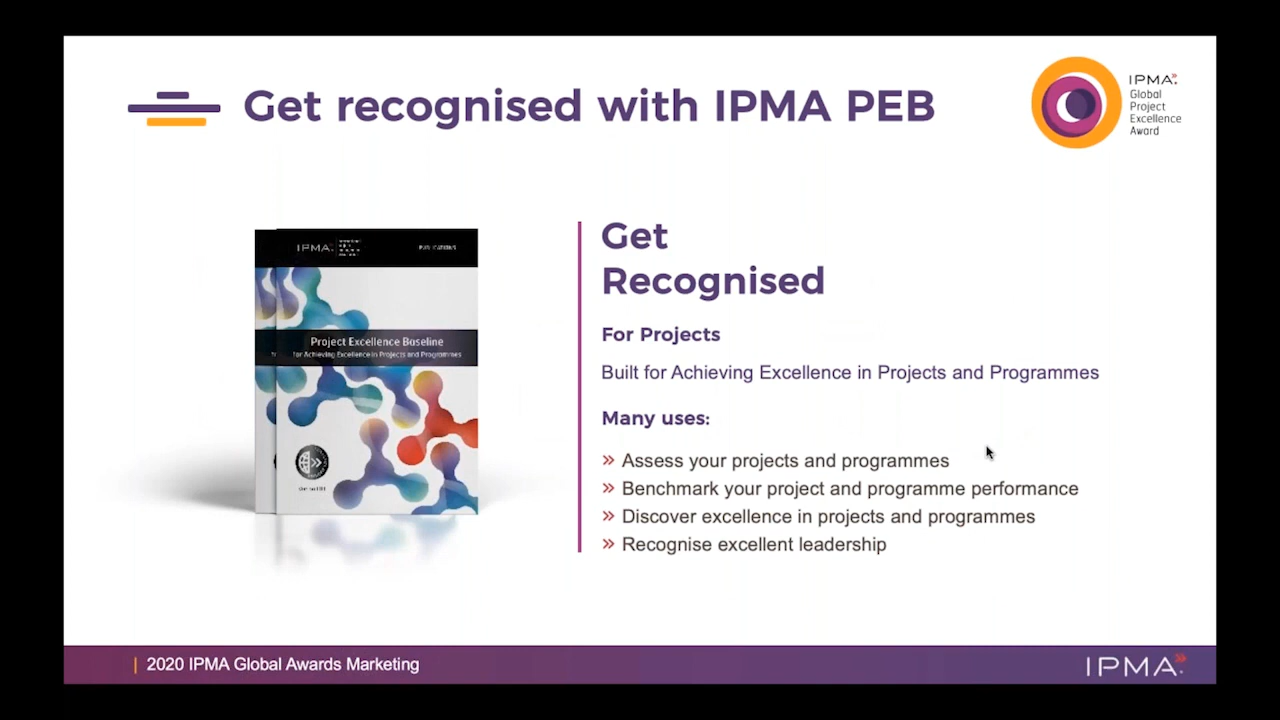 Get recognised with IPMA PEB
IPMA
Global
Project
Excellence
Award
IPMA
PUBLICATIONS
Project Excellence Baseline
for Achieving Excellence in Projects and Programmes
Get
Recognised
For Projects
Built for Achieving Excellence in Projects and Programmes
Many uses:
» Assess your projects and programmes
» Benchmark your project and programme performance
» Discover excellence in projects and programmes
» Recognise excellent leadership
| 2020 IPMA Global Awards Marketing
IPMA